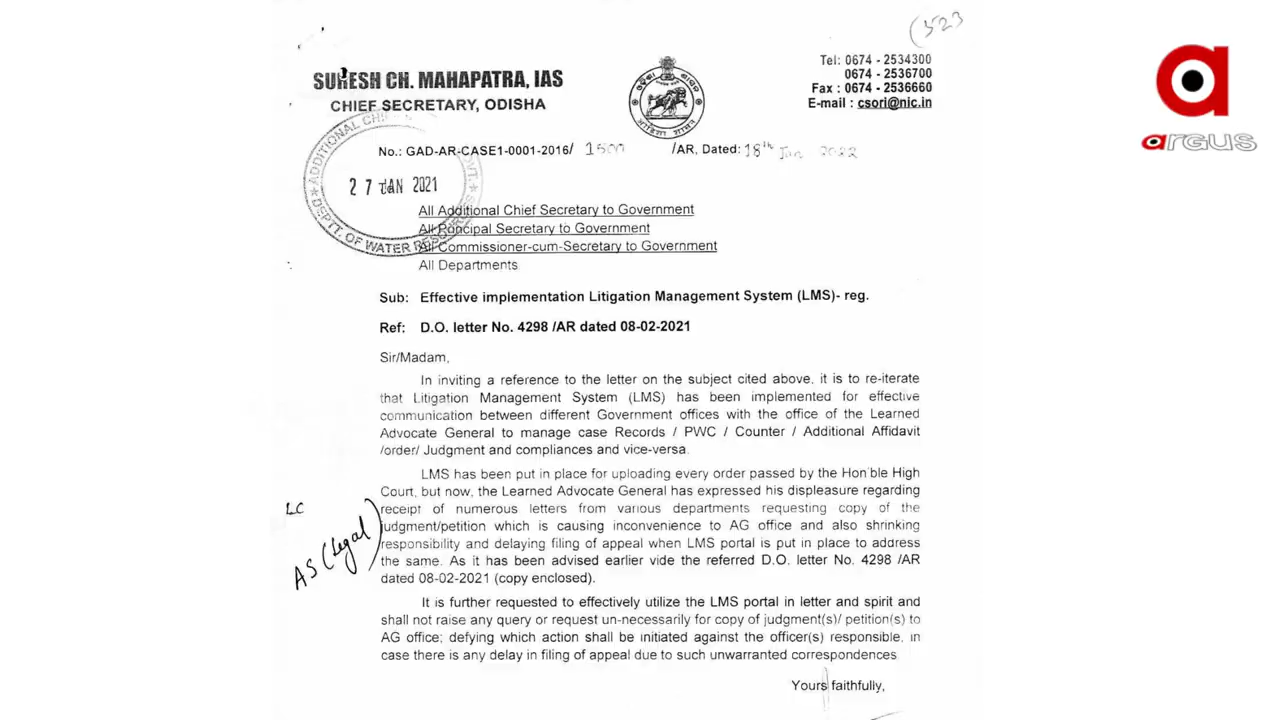 (523
SURESH CH. MAHAPATRA, IAS
CHIEF SECRETARY, ODISHA
Tel: 0674 - 2534300
0674 - 2536700
Fax : 0674 - 2536660
E-mail : csori@nic.in
argus
No.: GAD-AR-CASE1-0001-2016/ 1500 /AR, Dated: 18th Jan 2022
ADDITIONAL CHIEF
27 JAN 2021
DEPTT. OF WATER RESOURCES
All Additional Chief Secretary to Government
All Principal Secretary to Government
All Commissioner-cum-Secretary to Government
All Departments
Sub: Effective implementation Litigation Management System (LMS)- reg.
Ref: D.O. letter No. 4298 /AR dated 08-02-2021
Sir/Madam,
In inviting a reference to the letter on the subject cited above, it is to re-iterate
that Litigation Management System (LMS) has been implemented for effective
communication between different Government offices with the office of the Learned
Advocate General to manage case Records / PWC / Counter / Additional Affidavit
/order/ Judgment and compliances and vice-versa.
LMS has been put in place for uploading every order passed by the Hon'ble High
Court, but now, the Learned Advocate General has expressed his displeasure regarding
receipt of numerous letters from various departments requesting copy of the
judgment/petition which is causing inconvenience to AG office and also shrinking
responsibility and delaying filing of appeal when LMS portal is put in place to address
the same. As it has been advised earlier vide the referred D.O. letter No. 4298 /AR
dated 08-02-2021 (copy enclosed).
LC
AS (Legal)
It is further requested to effectively utilize the LMS portal in letter and spirit and
shall not raise any query or request un-necessarily for copy of judgment(s)/ petition(s) to
AG office; defying which action shall be initiated against the officer(s) responsible, in
case there is any delay in filing of appeal due to such unwarranted correspondences
Yours faithfully,